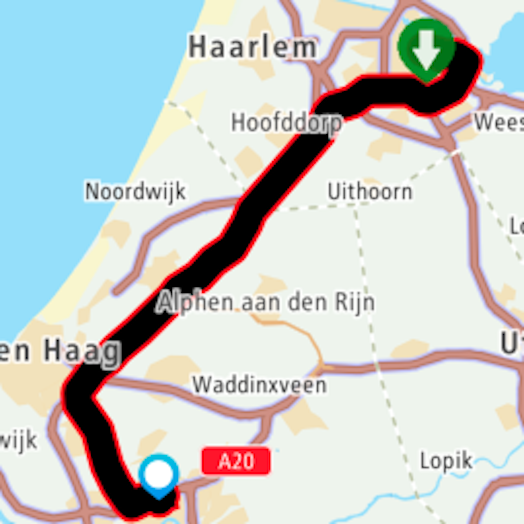 Haarlem
Hoofddorp
Wees
Noordwijk
Uithoorn
Lo
Alphen aan den Rijn
en Haag
Ut
Waddinxveen
wijk
A20
Lopik